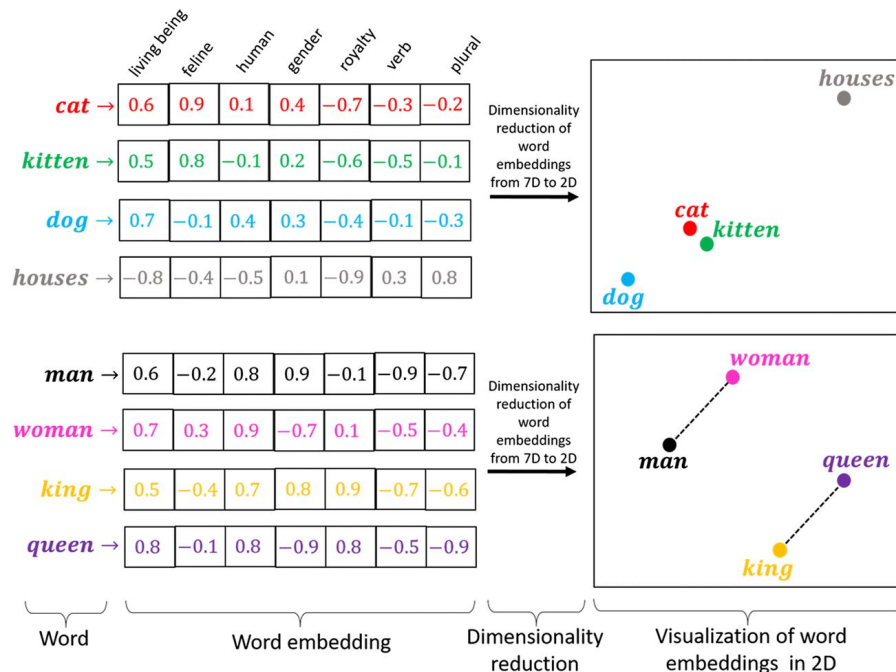 living being feline human gender royalty verb plural
cat → 0.6 0.9 0.1 0.4 −0.7 −0.3 −0.2
kitten → 0.5 0.8 −0.1 0.2 −0.6 −0.5 −0.1
dog → 0.7 −0.1 0.4 0.3 −0.4 −0.1 −0.3
houses → −0.8 −0.4 −0.5 0.1 −0.9 0.3 0.8
Dimensionality
reduction of
word
embeddings
from 7D to 2D
houses
cat
kitten
dog
man → 0.6 −0.2 0.8 0.9 −0.1 −0.9 −0.7
woman → 0.7 0.3 0.9 −0.7 0.1 −0.5 −0.4
king → 0.5 −0.4 0.7 0.8 0.9 −0.7 −0.6
queen → 0.8 −0.1 0.8 −0.9 0.8 −0.5 −0.9
Dimensionality
reduction of
word
embeddings
from 7D to 2D
woman
man
queen
king
Word
Word embedding
Dimensionality
reduction
Visualization of word
embeddings in 2D